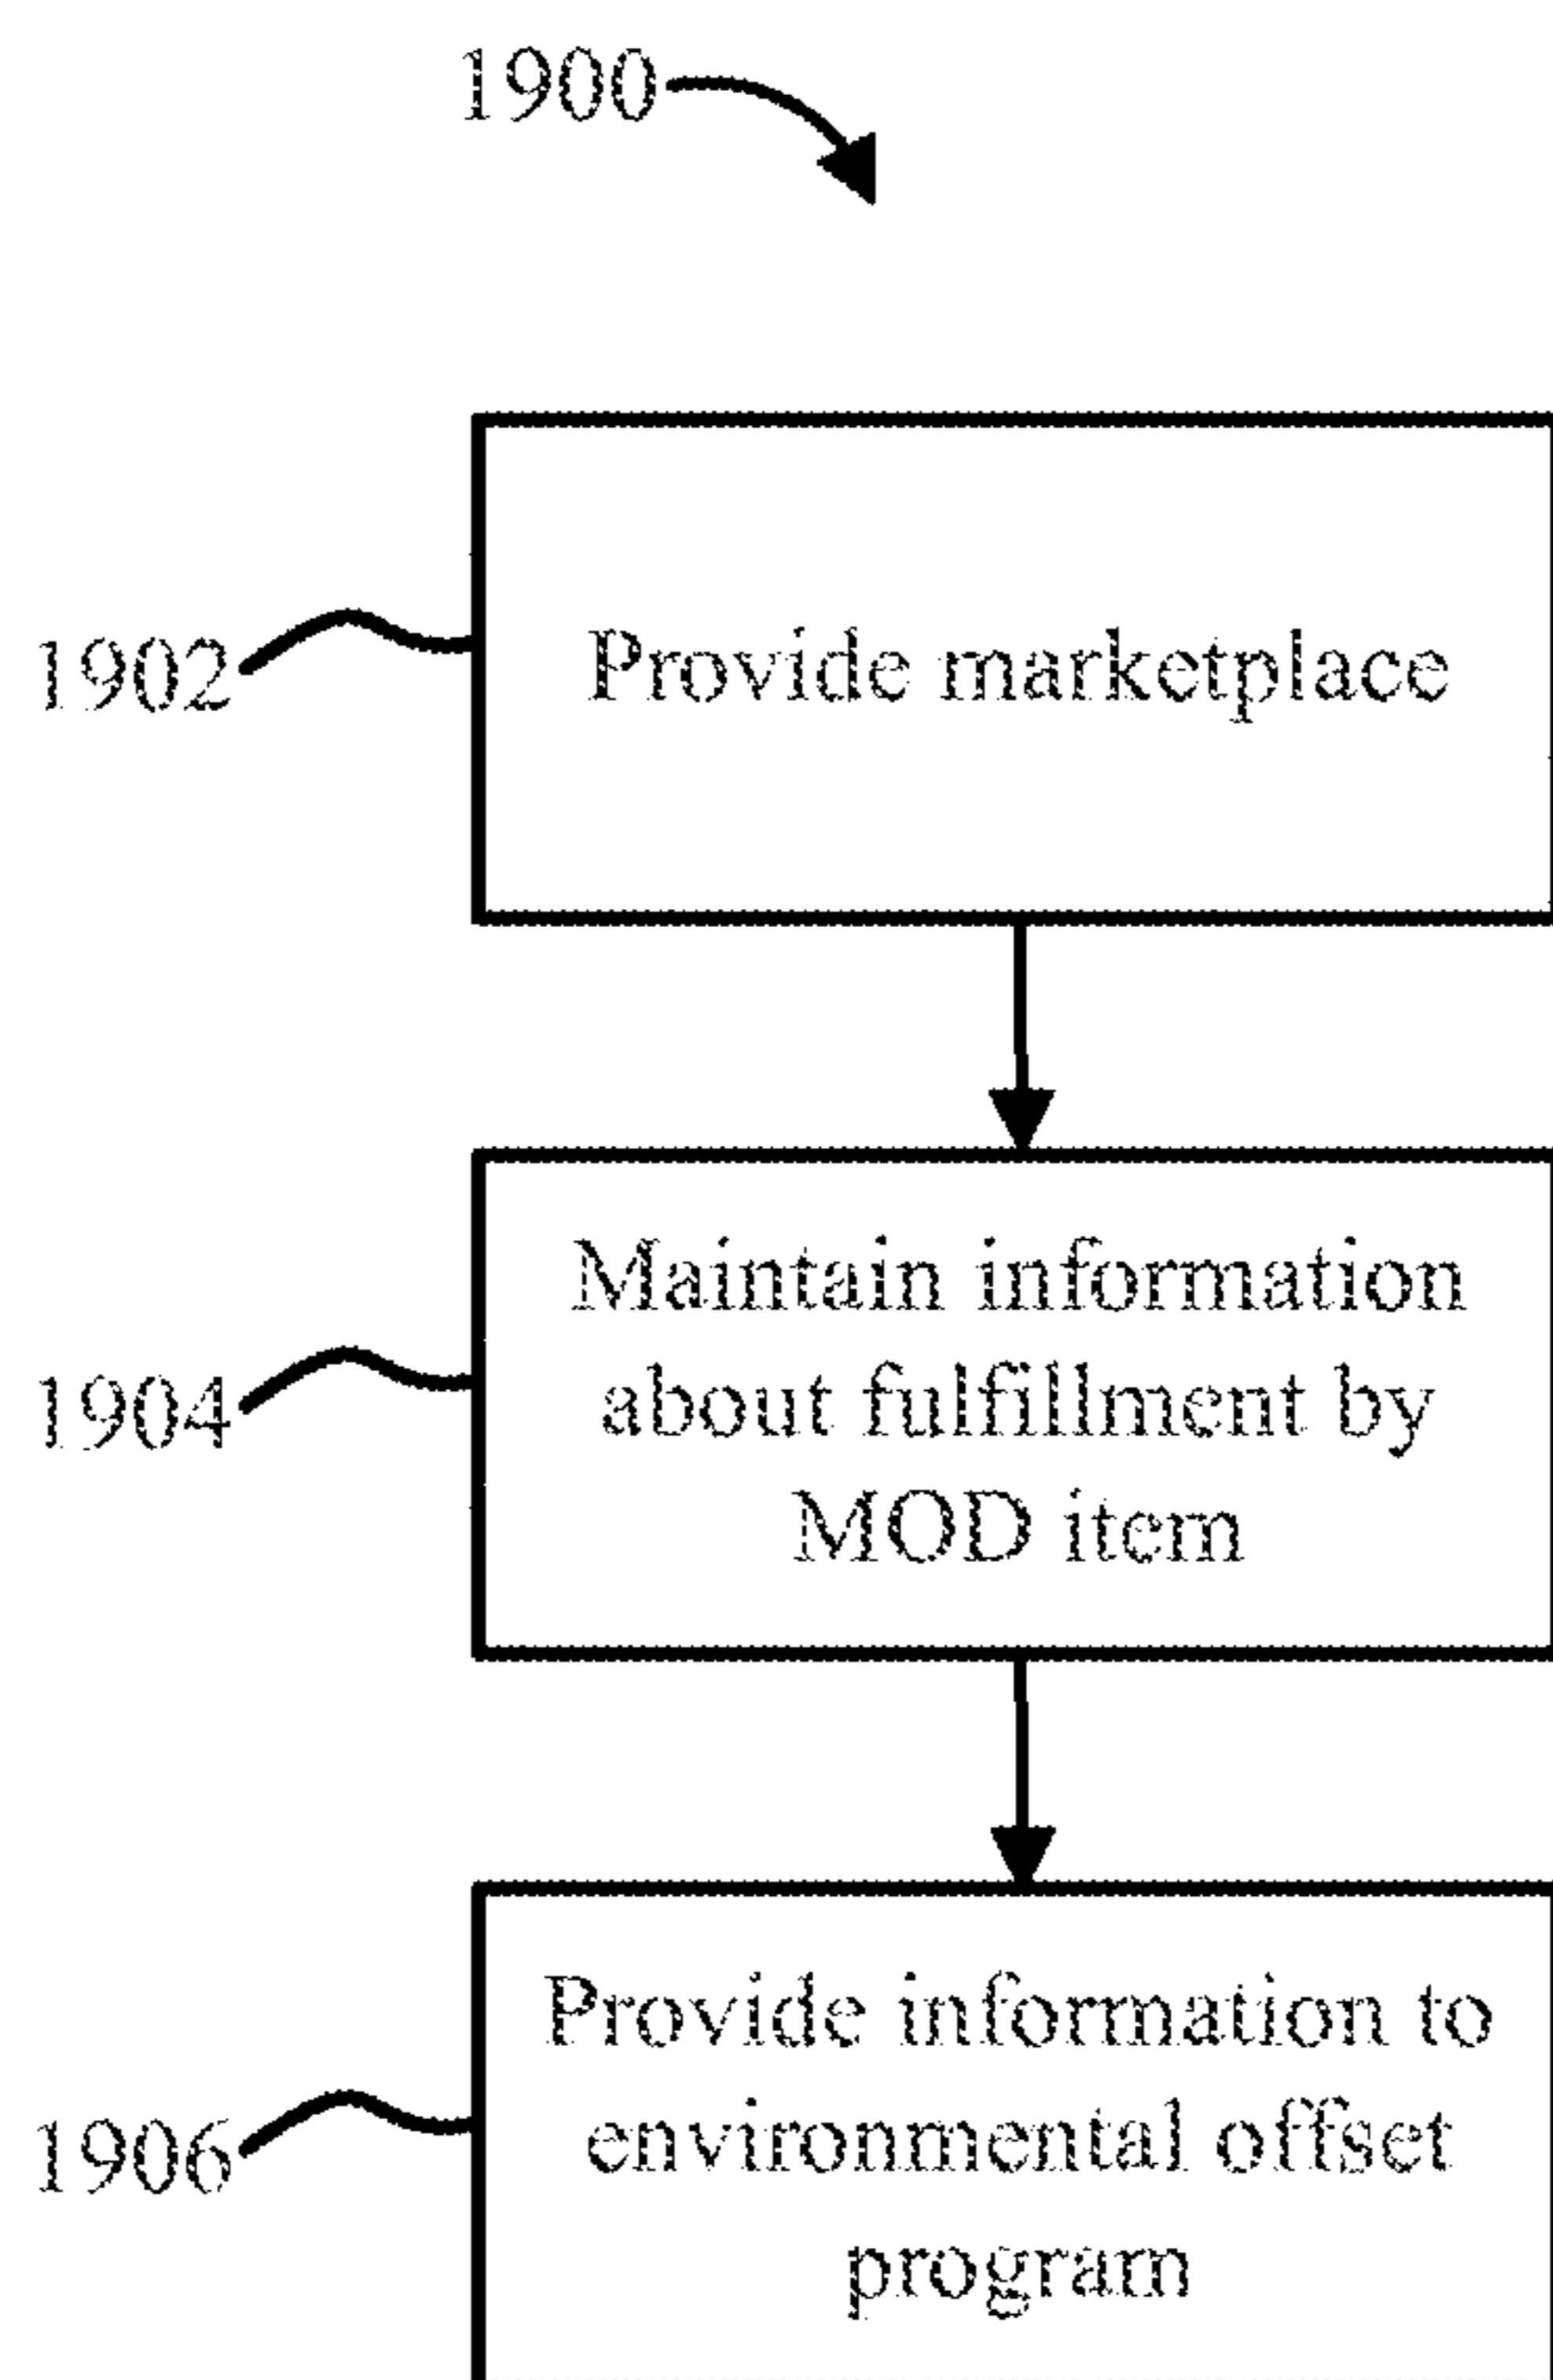 1900
1902
Provide marketplace
1904
Maintain information
about fulfillment by
MOD item
1906
Provide information to
environmental offset
program